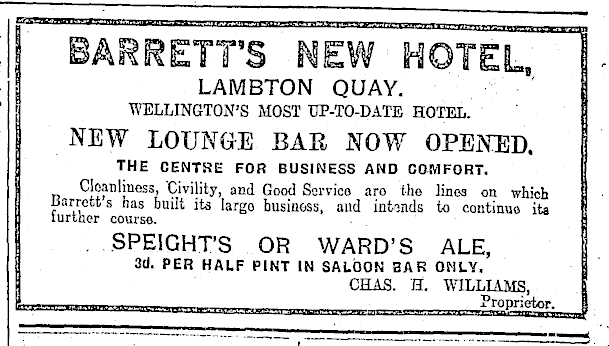 BARRETT'S NEW HOTEL,
LAMBTON QUAY.
WELLINGTON'S MOST UP-TO-DATE HOTEL.
NEW LOUNGE BAR NOW OPENED.
THE CENTRE FOR BUSINESS AND COMFORT.
Cleanliness, Civility, and Good Service are the lines on which
Barrett's has built its large business, and intends to continue its
further course.
SPEIGHT'S OR WARD'S ALE,
3d. PER HALF PINT IN SALOON BAR ONLY.
CHAS. H. WILLIAMS,
Proprietor.